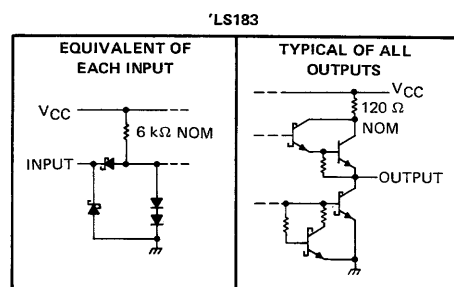 'LS183
EQUIVALENT OF
EACH INPUT
VCC
6 kΩ NOM
INPUT
TYPICAL OF ALL
OUTPUTS
VCC
120 Ω
NOM
OUTPUT